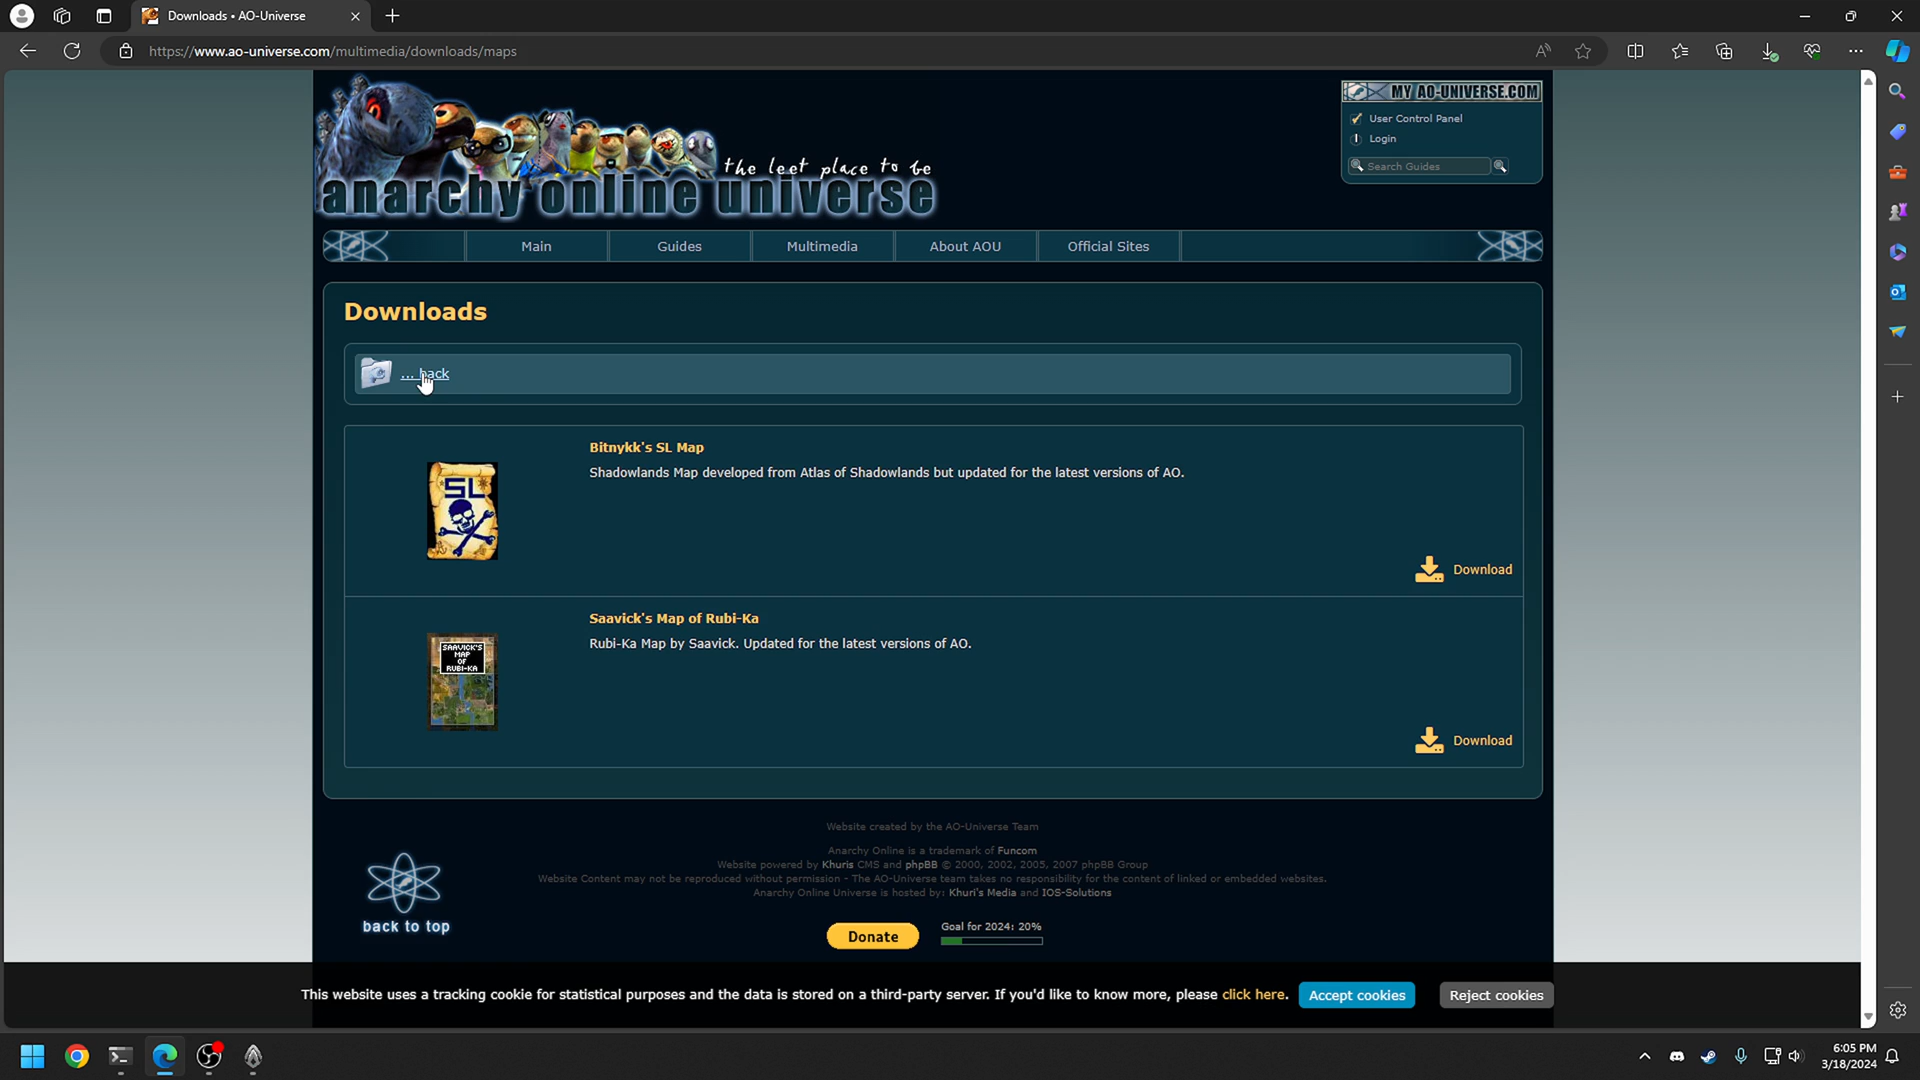 Downloads • AO-Universe
https://www.ao-universe.com/multimedia/downloads/maps
the leet place to be
anarchy online universe
MY AO-UNIVERSE.COM
User Control Panel
Login
Search Guides
Main
Guides
Multimedia
About AOU
Official Sites
Downloads
... back
SL
Bitnykk's SL Map
Shadowlands Map developed from Atlas of Shadowlands but updated for the latest versions of AO.
Download
SAAVICK'S
MAP
OF
RUBI-KA
Saavick's Map of Rubi-Ka
Rubi-Ka Map by Saavick. Updated for the latest versions of AO.
Download
Website created by the AO-Universe Team
Anarchy Online is a trademark of Funcom
Website powered by Khuris CMS and phpBB © 2000, 2002, 2005, 2007 phpBB Group
Website Content may not be reproduced without permission - The AO-Universe team takes no responsibility for the content of linked or embedded websites.
Anarchy Online Universe is hosted by: Khuri's Media and IOS-Solutions
back to top
Donate
Goal for 2024: 20%
This website uses a tracking cookie for statistical purposes and the data is stored on a third-party server. If you'd like to know more, please click here.
Accept cookies
Reject cookies
6:05 PM
3/18/2024